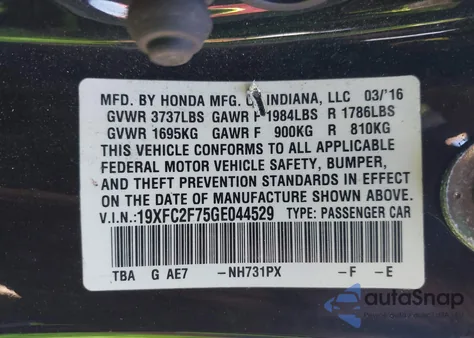 MFD. BY HONDA MFG. OF INDIANA, LLC 03/'16
GVWR 3737LBS GAWR F 1984LBS R 1786LBS
GVWR 1695KG GAWR F 900KG R 810KG
THIS VEHICLE CONFORMS TO ALL APPLICABLE
FEDERAL MOTOR VEHICLE SAFETY, BUMPER,
AND THEFT PREVENTION STANDARDS IN EFFECT
ON THE DATE OF MANUFACTURE SHOWN ABOVE.
V.I.N.:19XFC2F75GE044529 TYPE: PASSENGER CAR
TBA G AE7 -NH731PX -F -E
autoSnap